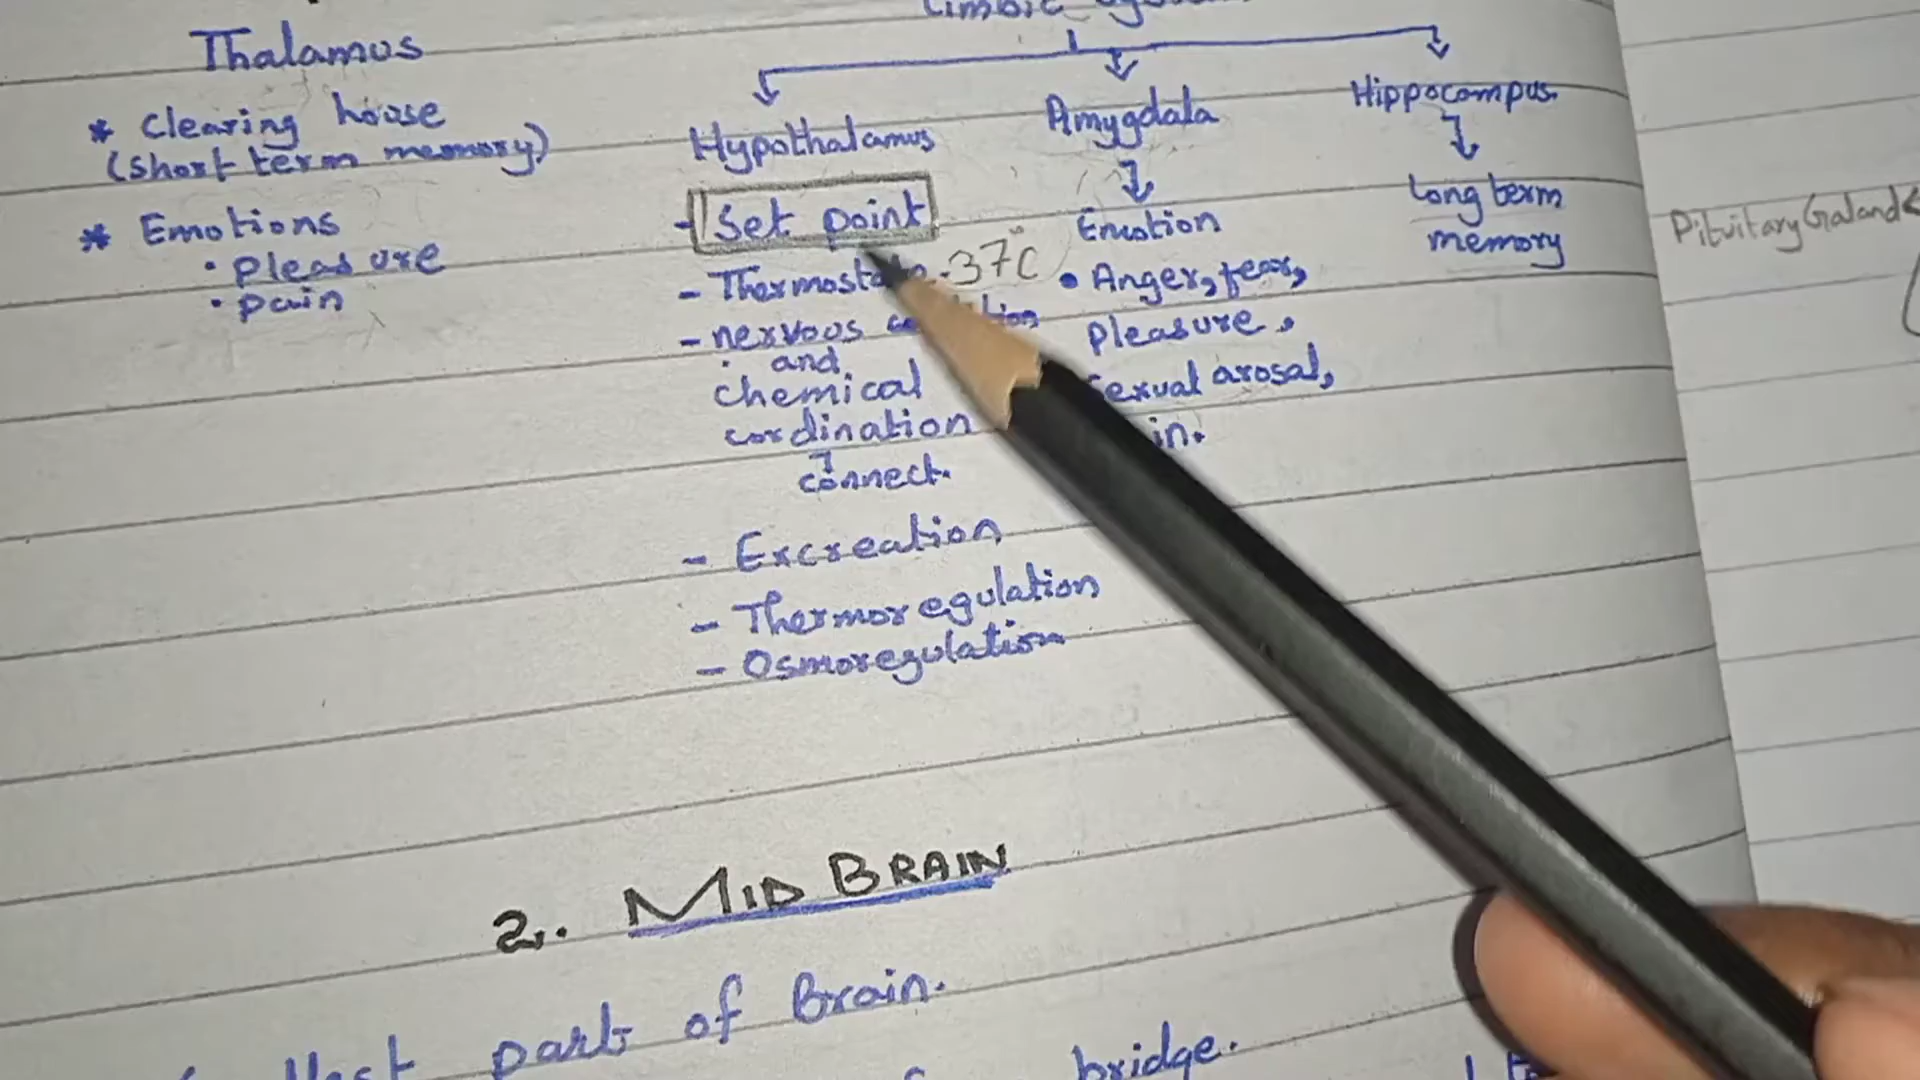 Limbic
Thalamus
* Clearing house
(short term memory)
* Emotions
• pleasure
• pain
Hypothalamus
- Set point
- Thermostate - 37°C
- nervous
and
chemical
cordination
connect.
- Excreation
- Thermoregulation
- Osmoregulation
Amygdala
Emotion
• Anger, fear,
pleasure,
sexual arosal,
Hippocampus.
Long term
memory
Pituitary Galand
2. MID BRAIN
part of Brain.
bridge.